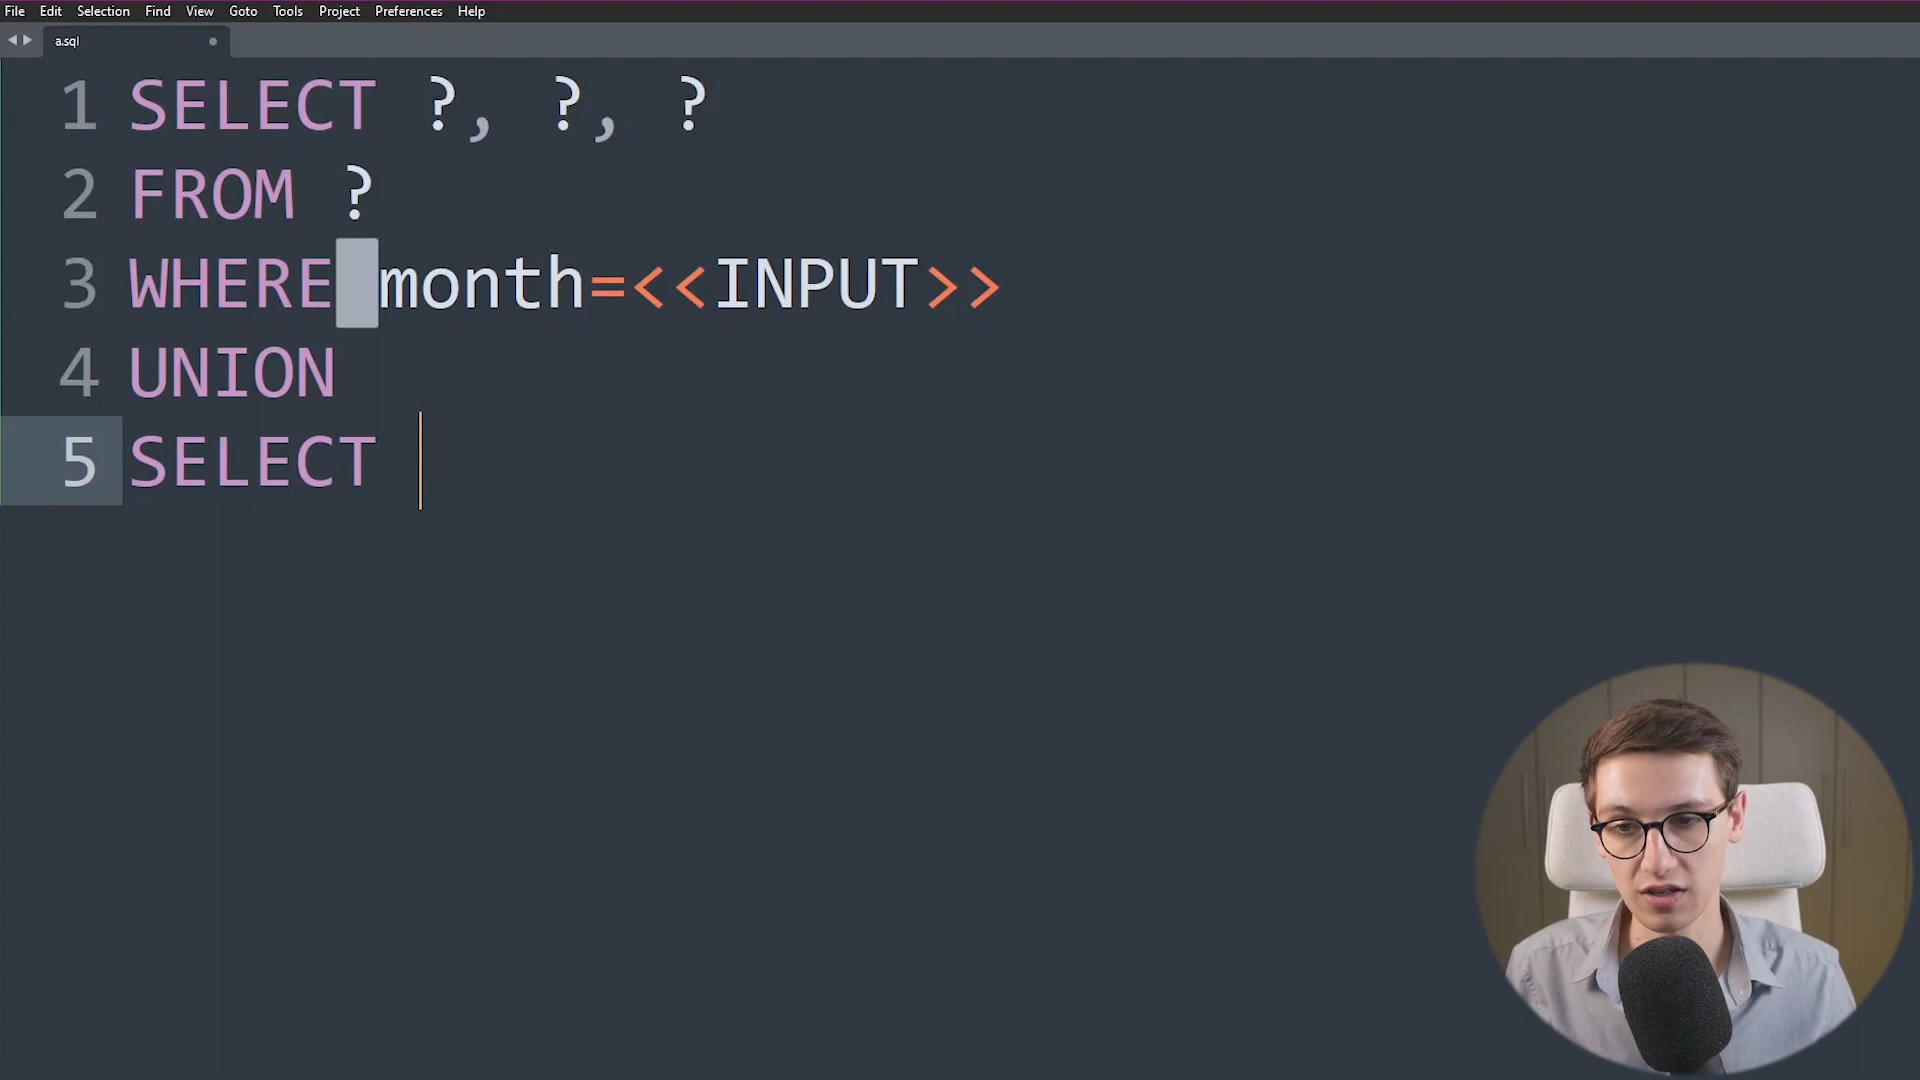 File Edit Selection Find View Goto Tools Project Preferences Help
a.sql
1 SELECT ?, ?, ?
2 FROM ?
3 WHERE month=<<INPUT>>
4 UNION
5 SELECT